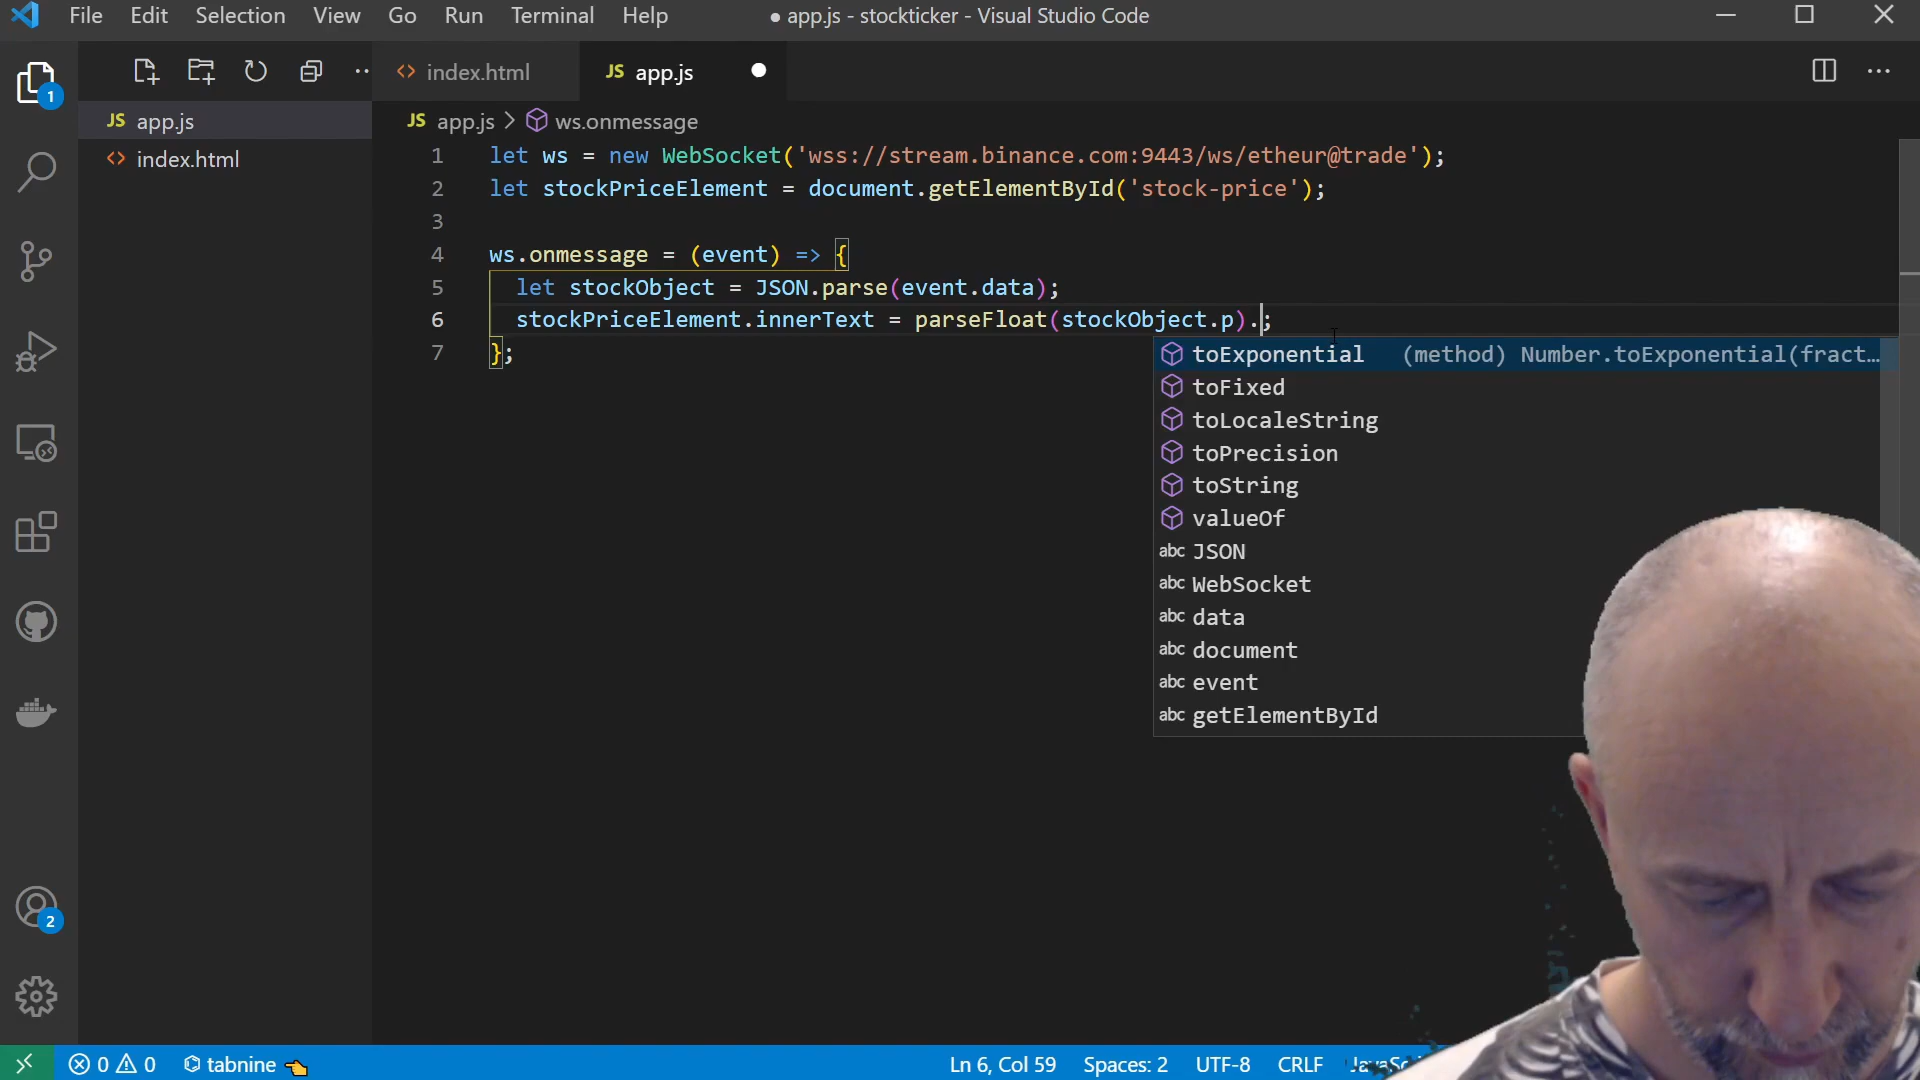 File Edit Selection View Go Run Terminal Help ● app.js - stockticker - Visual Studio Code
index.html
JS app.js
JS app.js
index.html
JS app.js > ws.onmessage
1 let ws = new WebSocket('wss://stream.binance.com:9443/ws/etheur@trade');
2 let stockPriceElement = document.getElementById('stock-price');
3
4 ws.onmessage = (event) => {
5 let stockObject = JSON.parse(event.data);
6 stockPriceElement.innerText = parseFloat(stockObject.p).;
7 };
toExponential (method) Number.toExponential(fract…
toFixed
toLocaleString
toPrecision
toString
valueOf
abc JSON
abc WebSocket
abc data
abc document
abc event
abc getElementById
1
2
0 0 tabnine Ln 6, Col 59 Spaces: 2 UTF-8 CRLF